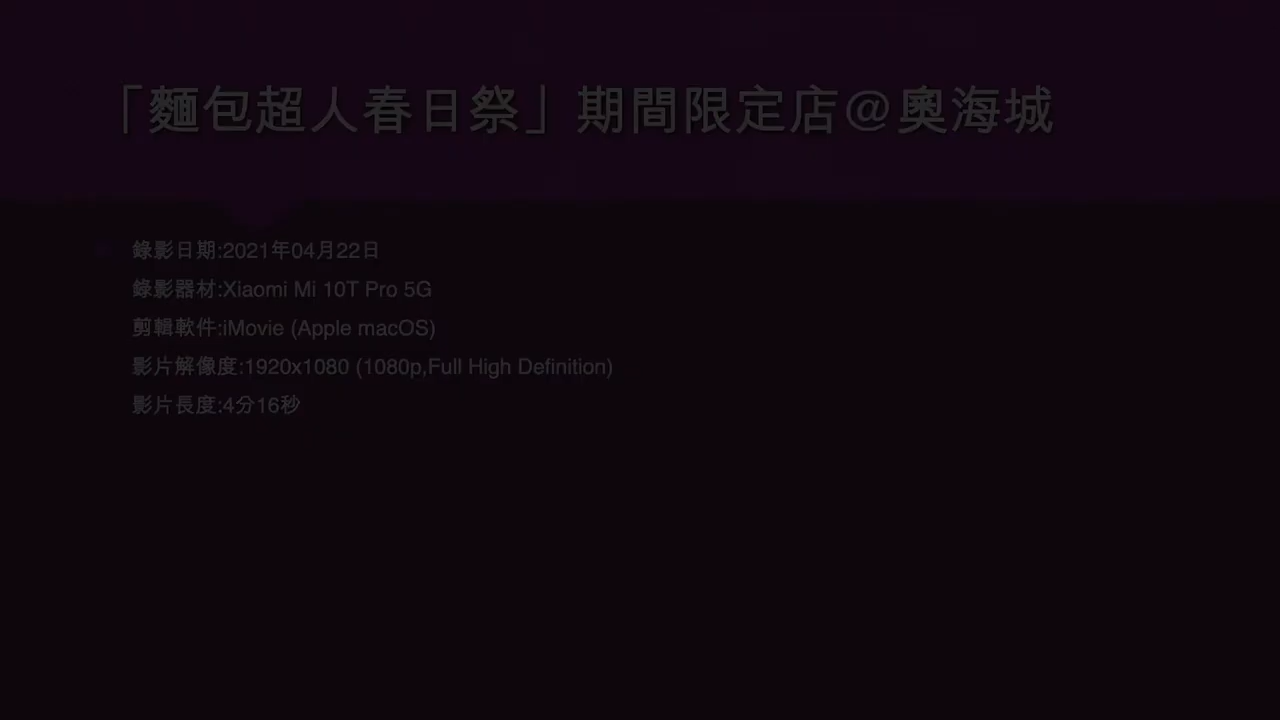 「麵包超人春日祭」期間限定店@奧海城
錄影日期:2021年04月22日
錄影器材:Xiaomi Mi 10T Pro 5G
剪輯軟件:iMovie (Apple macOS)
影片解像度:1920x1080 (1080p,Full High Definition)
影片長度:4分16秒